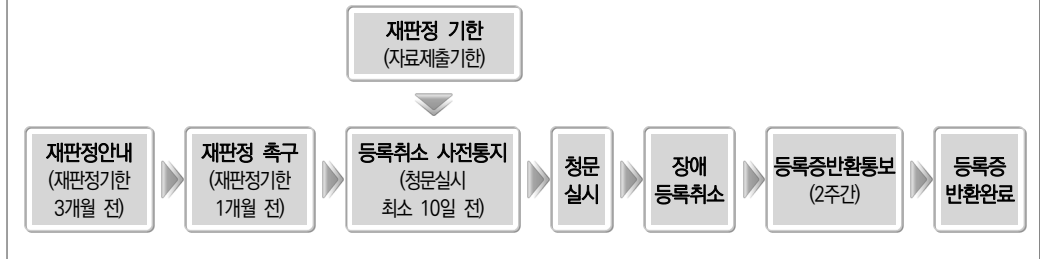 재판정 기한
(자료제출기한)
재판정안내
(재판정기한
3개월 전)
재판정 촉구
(재판정기한
1개월 전)
등록취소 사전통지
(청문실시
최소 10일 전)
청문
실시
장애
등록취소
등록증반환통보
(2주간)
등록증
반환완료